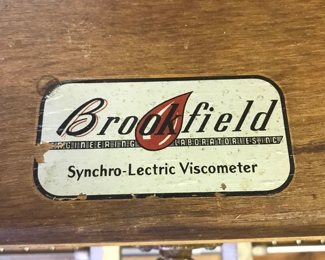 Brookfield
ENGINEERING LABORATORIES INC.
Synchro-Lectric Viscometer